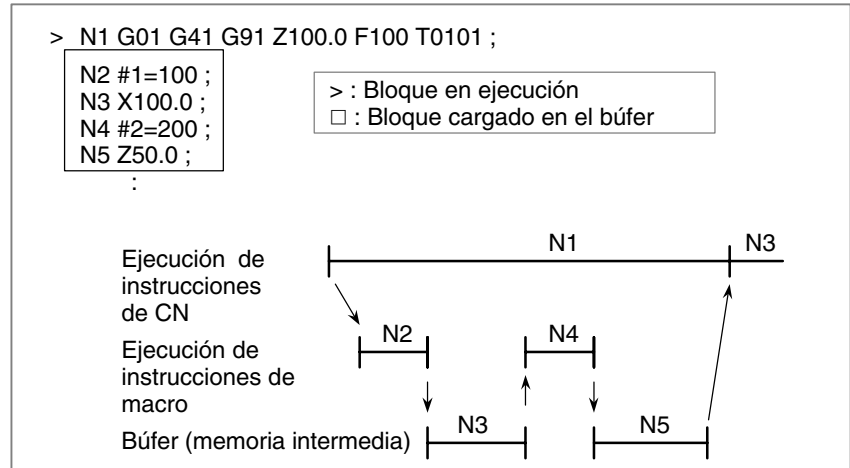 > N1 G01 G41 G91 Z100.0 F100 T0101 ;
N2 #1=100 ;
N3 X100.0 ;
N4 #2=200 ;
N5 Z50.0 ;
:
> : Bloque en ejecución
□ : Bloque cargado en el búfer
N1
N3
Ejecución de
instrucciones
de CN
N2
N4
Ejecución de
instrucciones de
macro
N3
N5
Búfer (memoria intermedia)